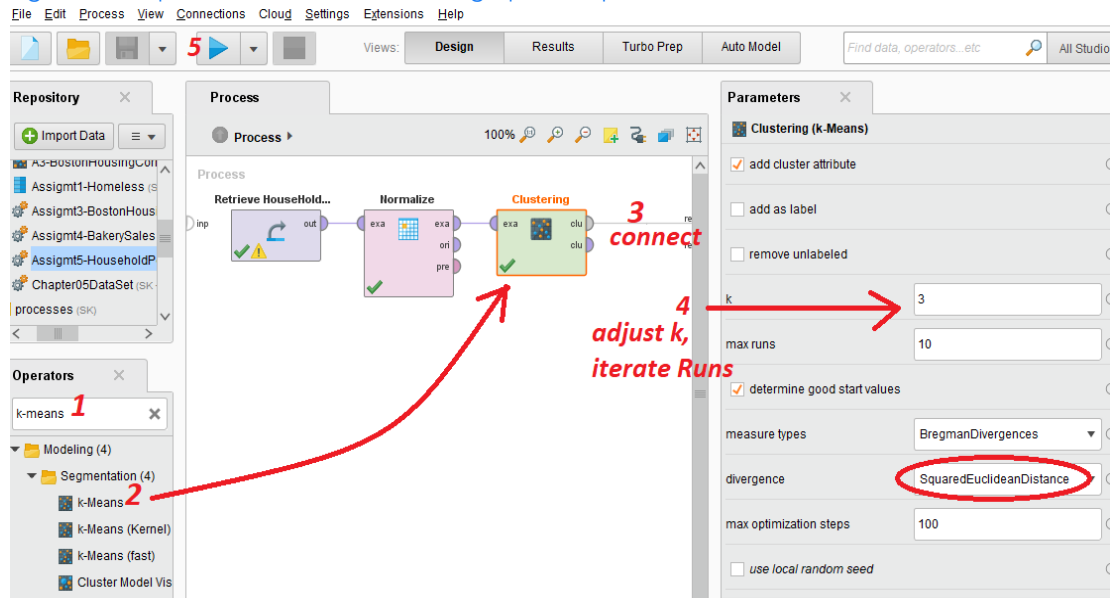 File Edit Process View Connections Cloud Settings Extensions Help
5 Views: Design Results Turbo Prep Auto Model Find data, operators...etc All Studio
Repository
Import Data
Assigmt1-Homeless
Assigmt3-BostonHousi
Assigmt4-BakerySales
Assigmt5-HouseholdP
Chapter05DataSet (SK
processes (SK)
Operators
k-means 1
Modeling (4)
Segmentation (4)
k-Means 2
k-Means (Kernel)
k-Means (fast)
Cluster Model Vis
Process
Process
100%
Process
Retrieve HouseHold... Normalize Clustering
inp out exa exa exa clu 3 re
ori clu connect
pre
4
adjust k,
iterate Runs
Parameters
Clustering (k-Means)
add cluster attribute
add as label
remove unlabeled
k 3
max runs 10
determine good start values
measure types BregmanDivergences
divergence SquaredEuclideanDistance
max optimization steps 100
use local random seed